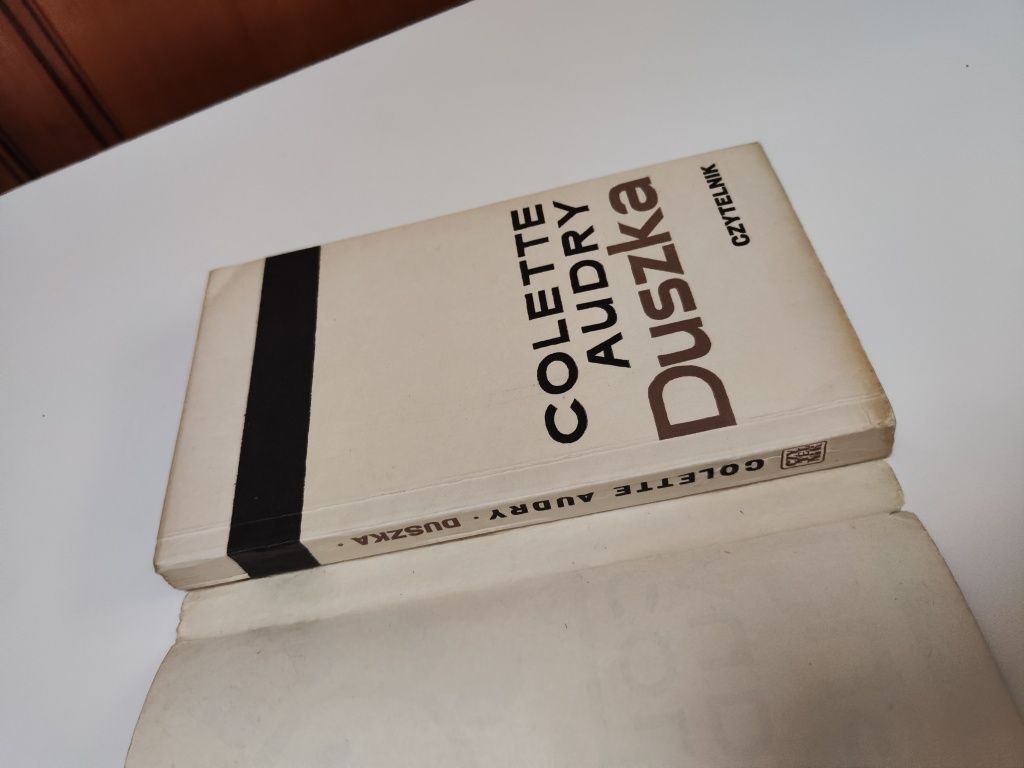 COLETTE
AUDRY
Duszka
CZYTELNIK
COLETTE AUDRY • DUSZKA •